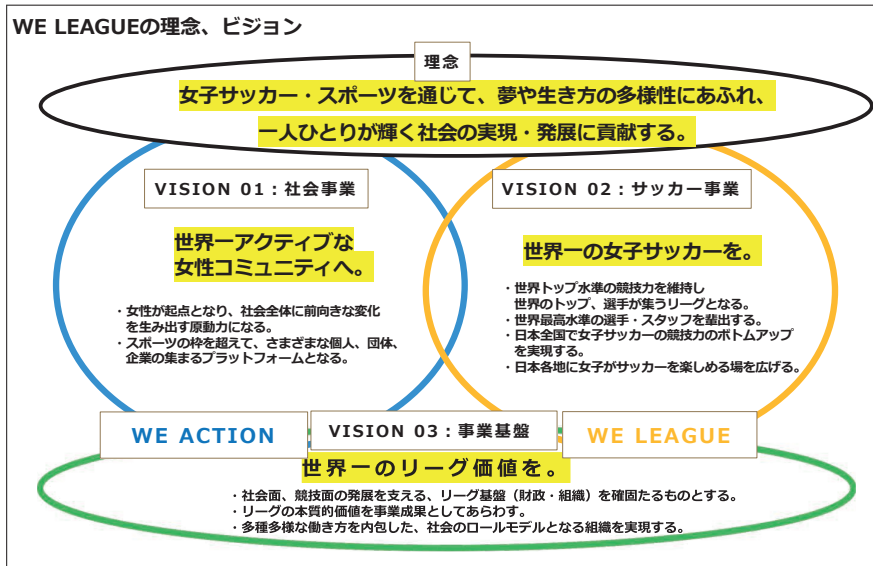 WE LEAGUEの理念、ビジョン
理念
女子サッカー・スポーツを通じて、夢や生き方の多様性にあふれ、
一人ひとりが輝く社会の実現・発展に貢献する。
VISION 01：社会事業
世界一アクティブな
女性コミュニティへ。
・女性が起点となり、社会全体に前向きな変化
を生み出す原動力になる。
・スポーツの枠を超えて、さまざまな個人、団体、
企業の集まるプラットフォームとなる。
VISION 02：サッカー事業
世界一の女子サッカーを。
・世界トップ水準の競技力を維持し
世界のトップ、選手が集うリーグとなる。
・世界最高水準の選手・スタッフを輩出する。
・日本全国で女子サッカーの競技力のボトムアップ
を実現する。
・日本各地に女子がサッカーを楽しめる場を広げる。
WE ACTION
VISION 03：事業基盤
WE LEAGUE
世界一のリーグ価値を。
・社会面、競技面の発展を支える、リーグ基盤（財政・組織）を確固たるものとする。
・リーグの本質的価値を事業成果としてあらわす。
・多種多様な働き方を内包した、社会のロールモデルとなる組織を実現する。